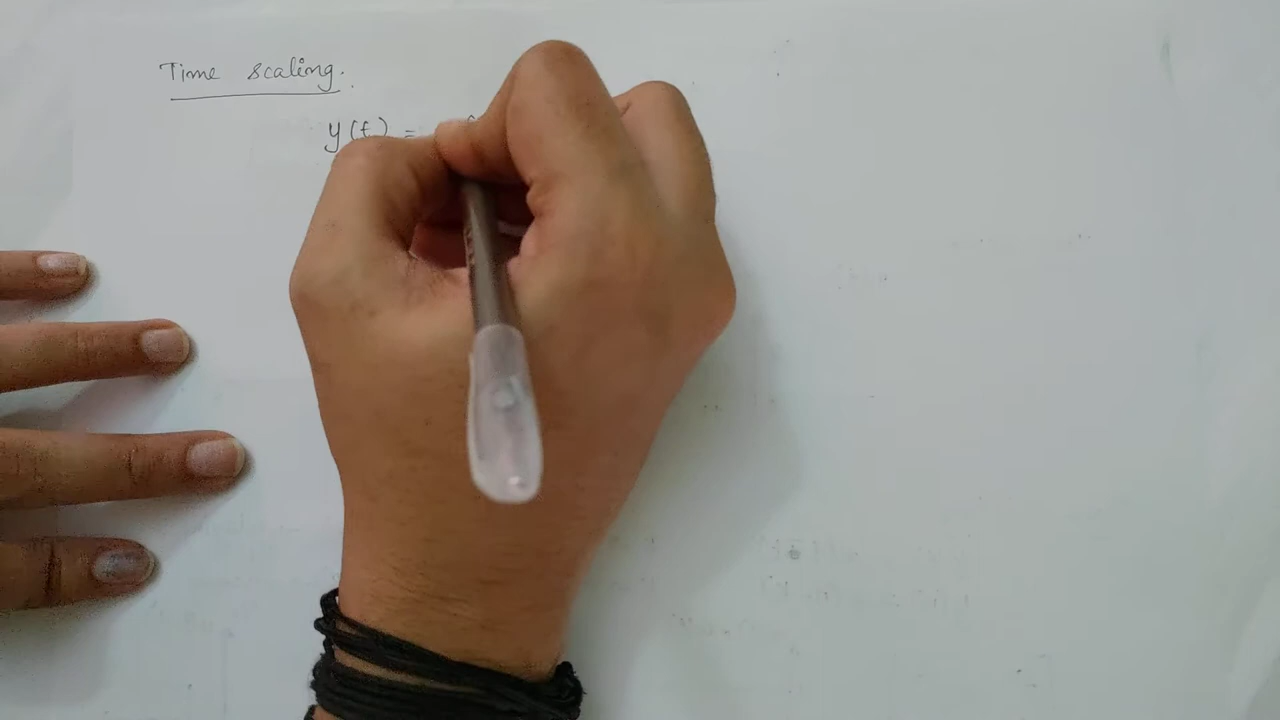 Time scaling.
y(t) =